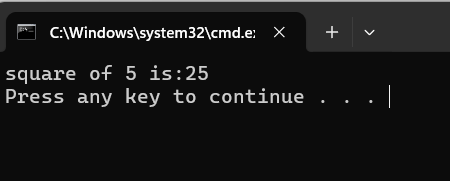 C:\Windows\system32\cmd.e
square of 5 is:25
Press any key to continue . . .